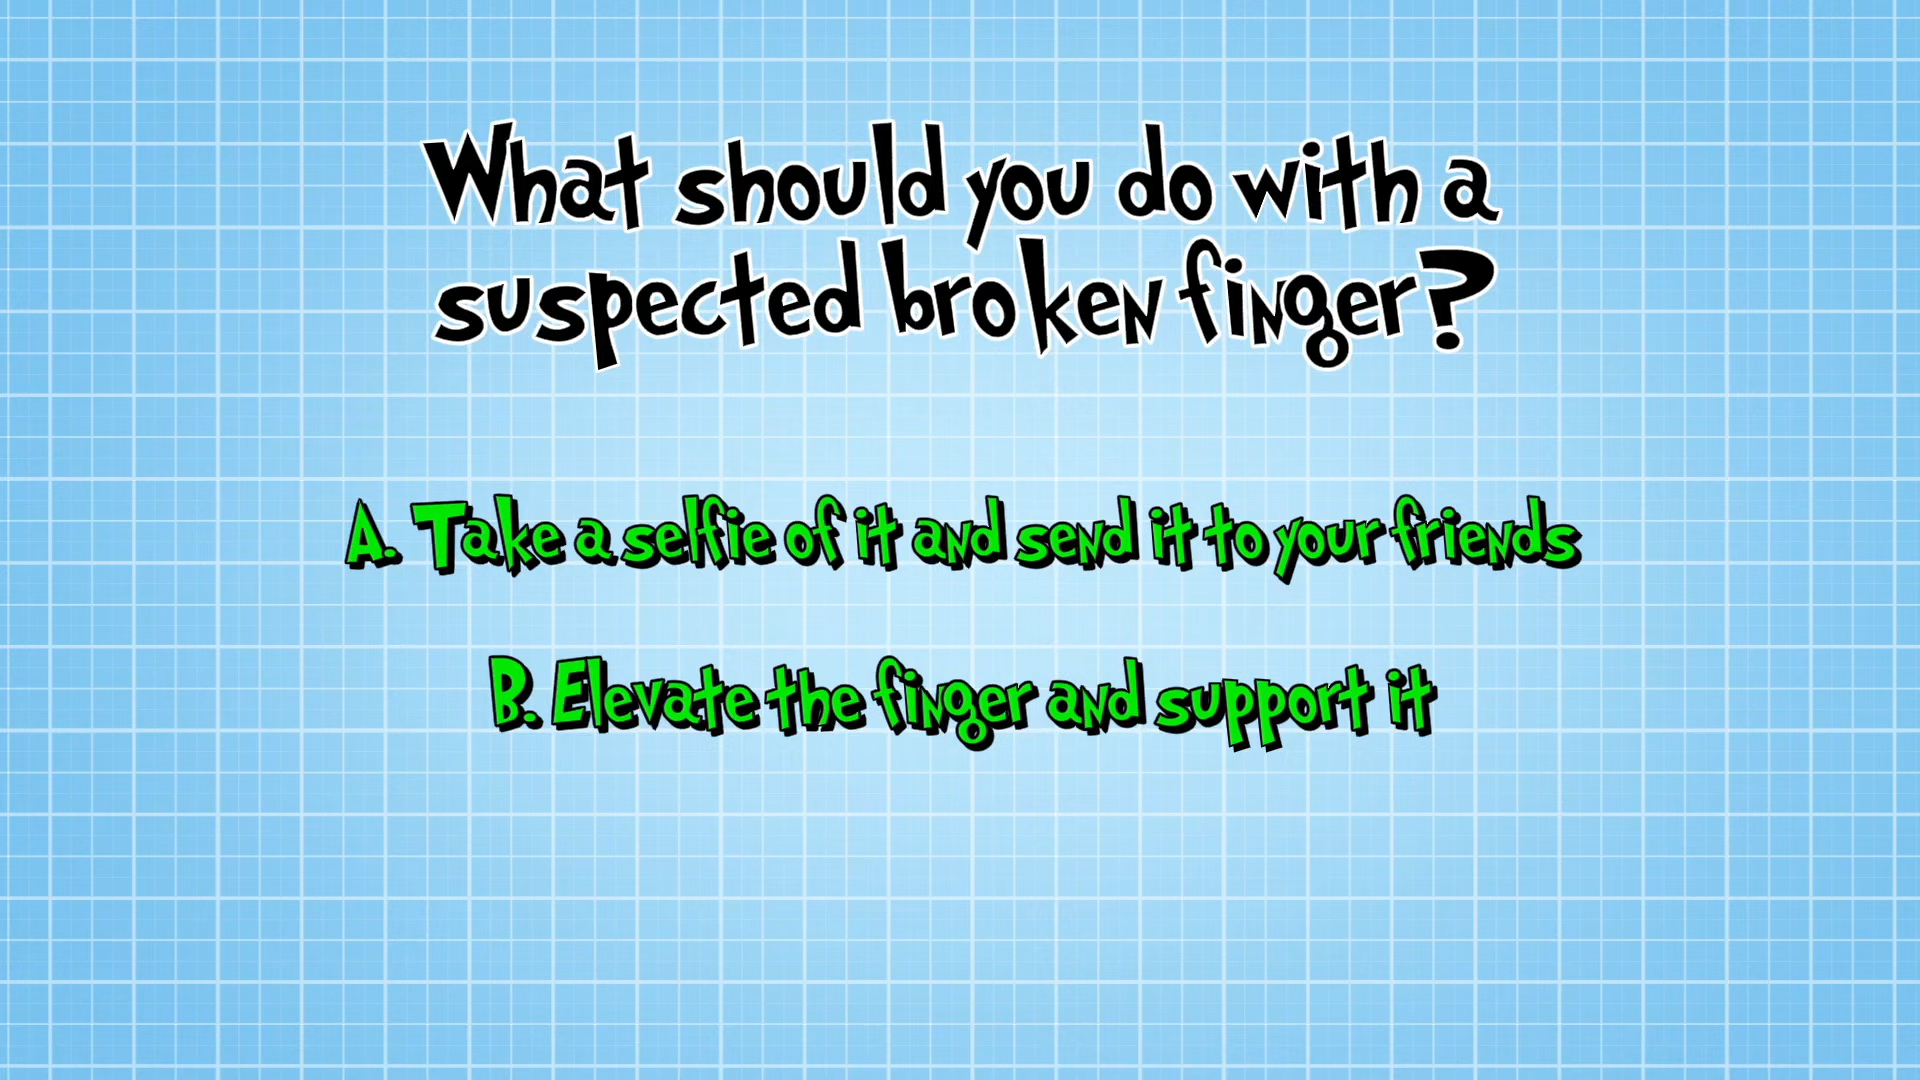 What should you do with a
suspected broken finger?
A. Take a selfie of it and send it to your friends
B. Elevate the finger and support it